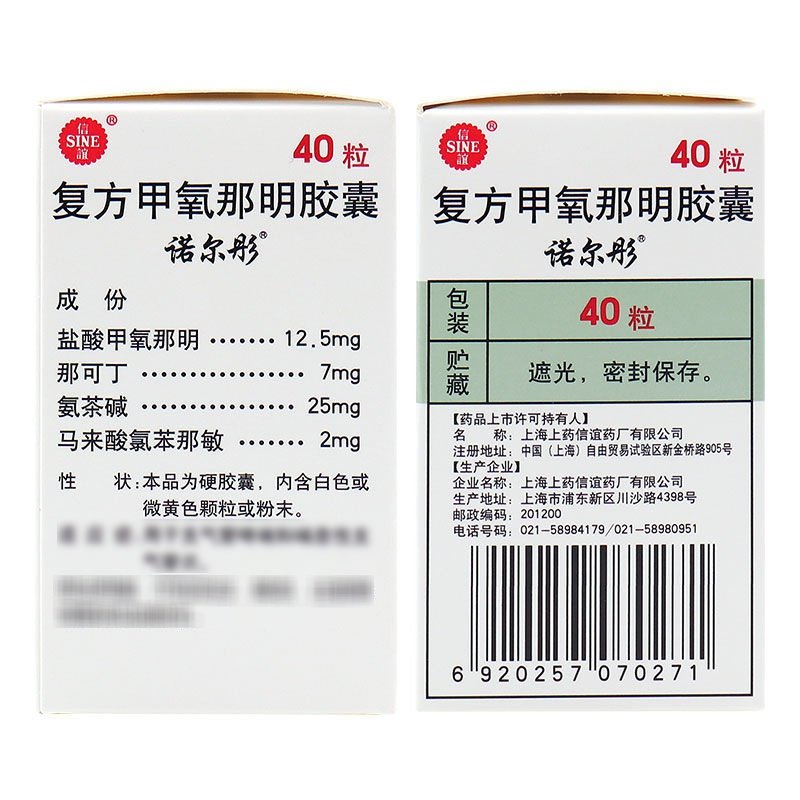 信
SINE
谊
®
40粒
复方甲氧那明胶囊
诺尔彤®
成 份
盐酸甲氧那明 ······· 12.5mg
那可丁 ················· 7mg
氨茶碱 ················ 25mg
马来酸氯苯那敏 ······· 2mg
性 状:本品为硬胶囊,内含白色或
微黄色颗粒或粉末。
信
SINE
谊
®
40粒
复方甲氧那明胶囊
诺尔彤®
包装 40粒
贮藏 遮光,密封保存。
【药品上市许可持有人】
名 称:上海上药信谊药厂有限公司
注册地址:中国(上海)自由贸易试验区新金桥路905号
【生产企业】
企业名称:上海上药信谊药厂有限公司
生产地址:上海市浦东新区川沙路4398号
邮政编码:201200
电话号码:021-58984179/021-58980951
6 920257 070271